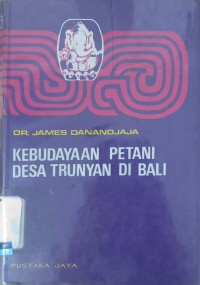 DR. JAMES DANANDJAJA
KEBUDAYAAN PETANI
DESA TRUNYAN DI BALI
PUSTAKA JAYA